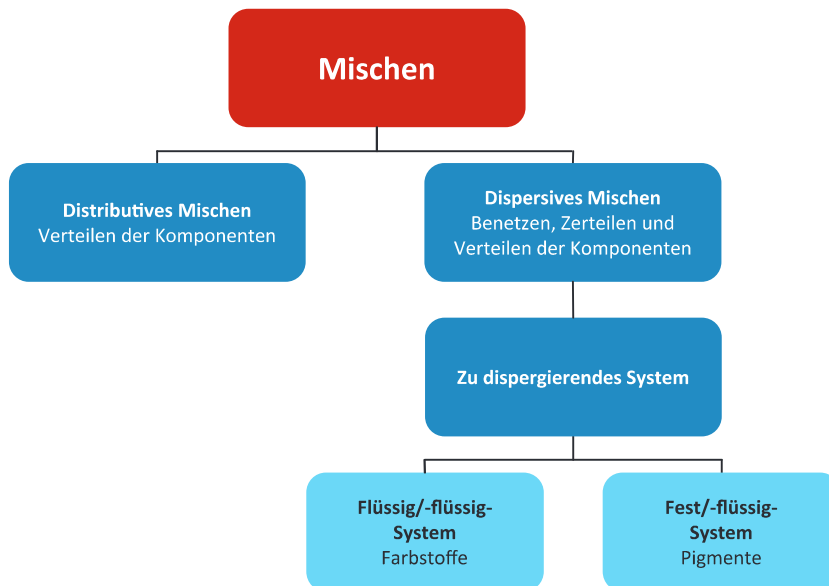 Mischen
Distributives Mischen
Verteilen der Komponenten
Dispersives Mischen
Benetzen, Zerteilen und
Verteilen der Komponenten
Zu dispergierendes System
Flüssig/-flüssig-
System
Farbstoffe
Fest/-flüssig-
System
Pigmente